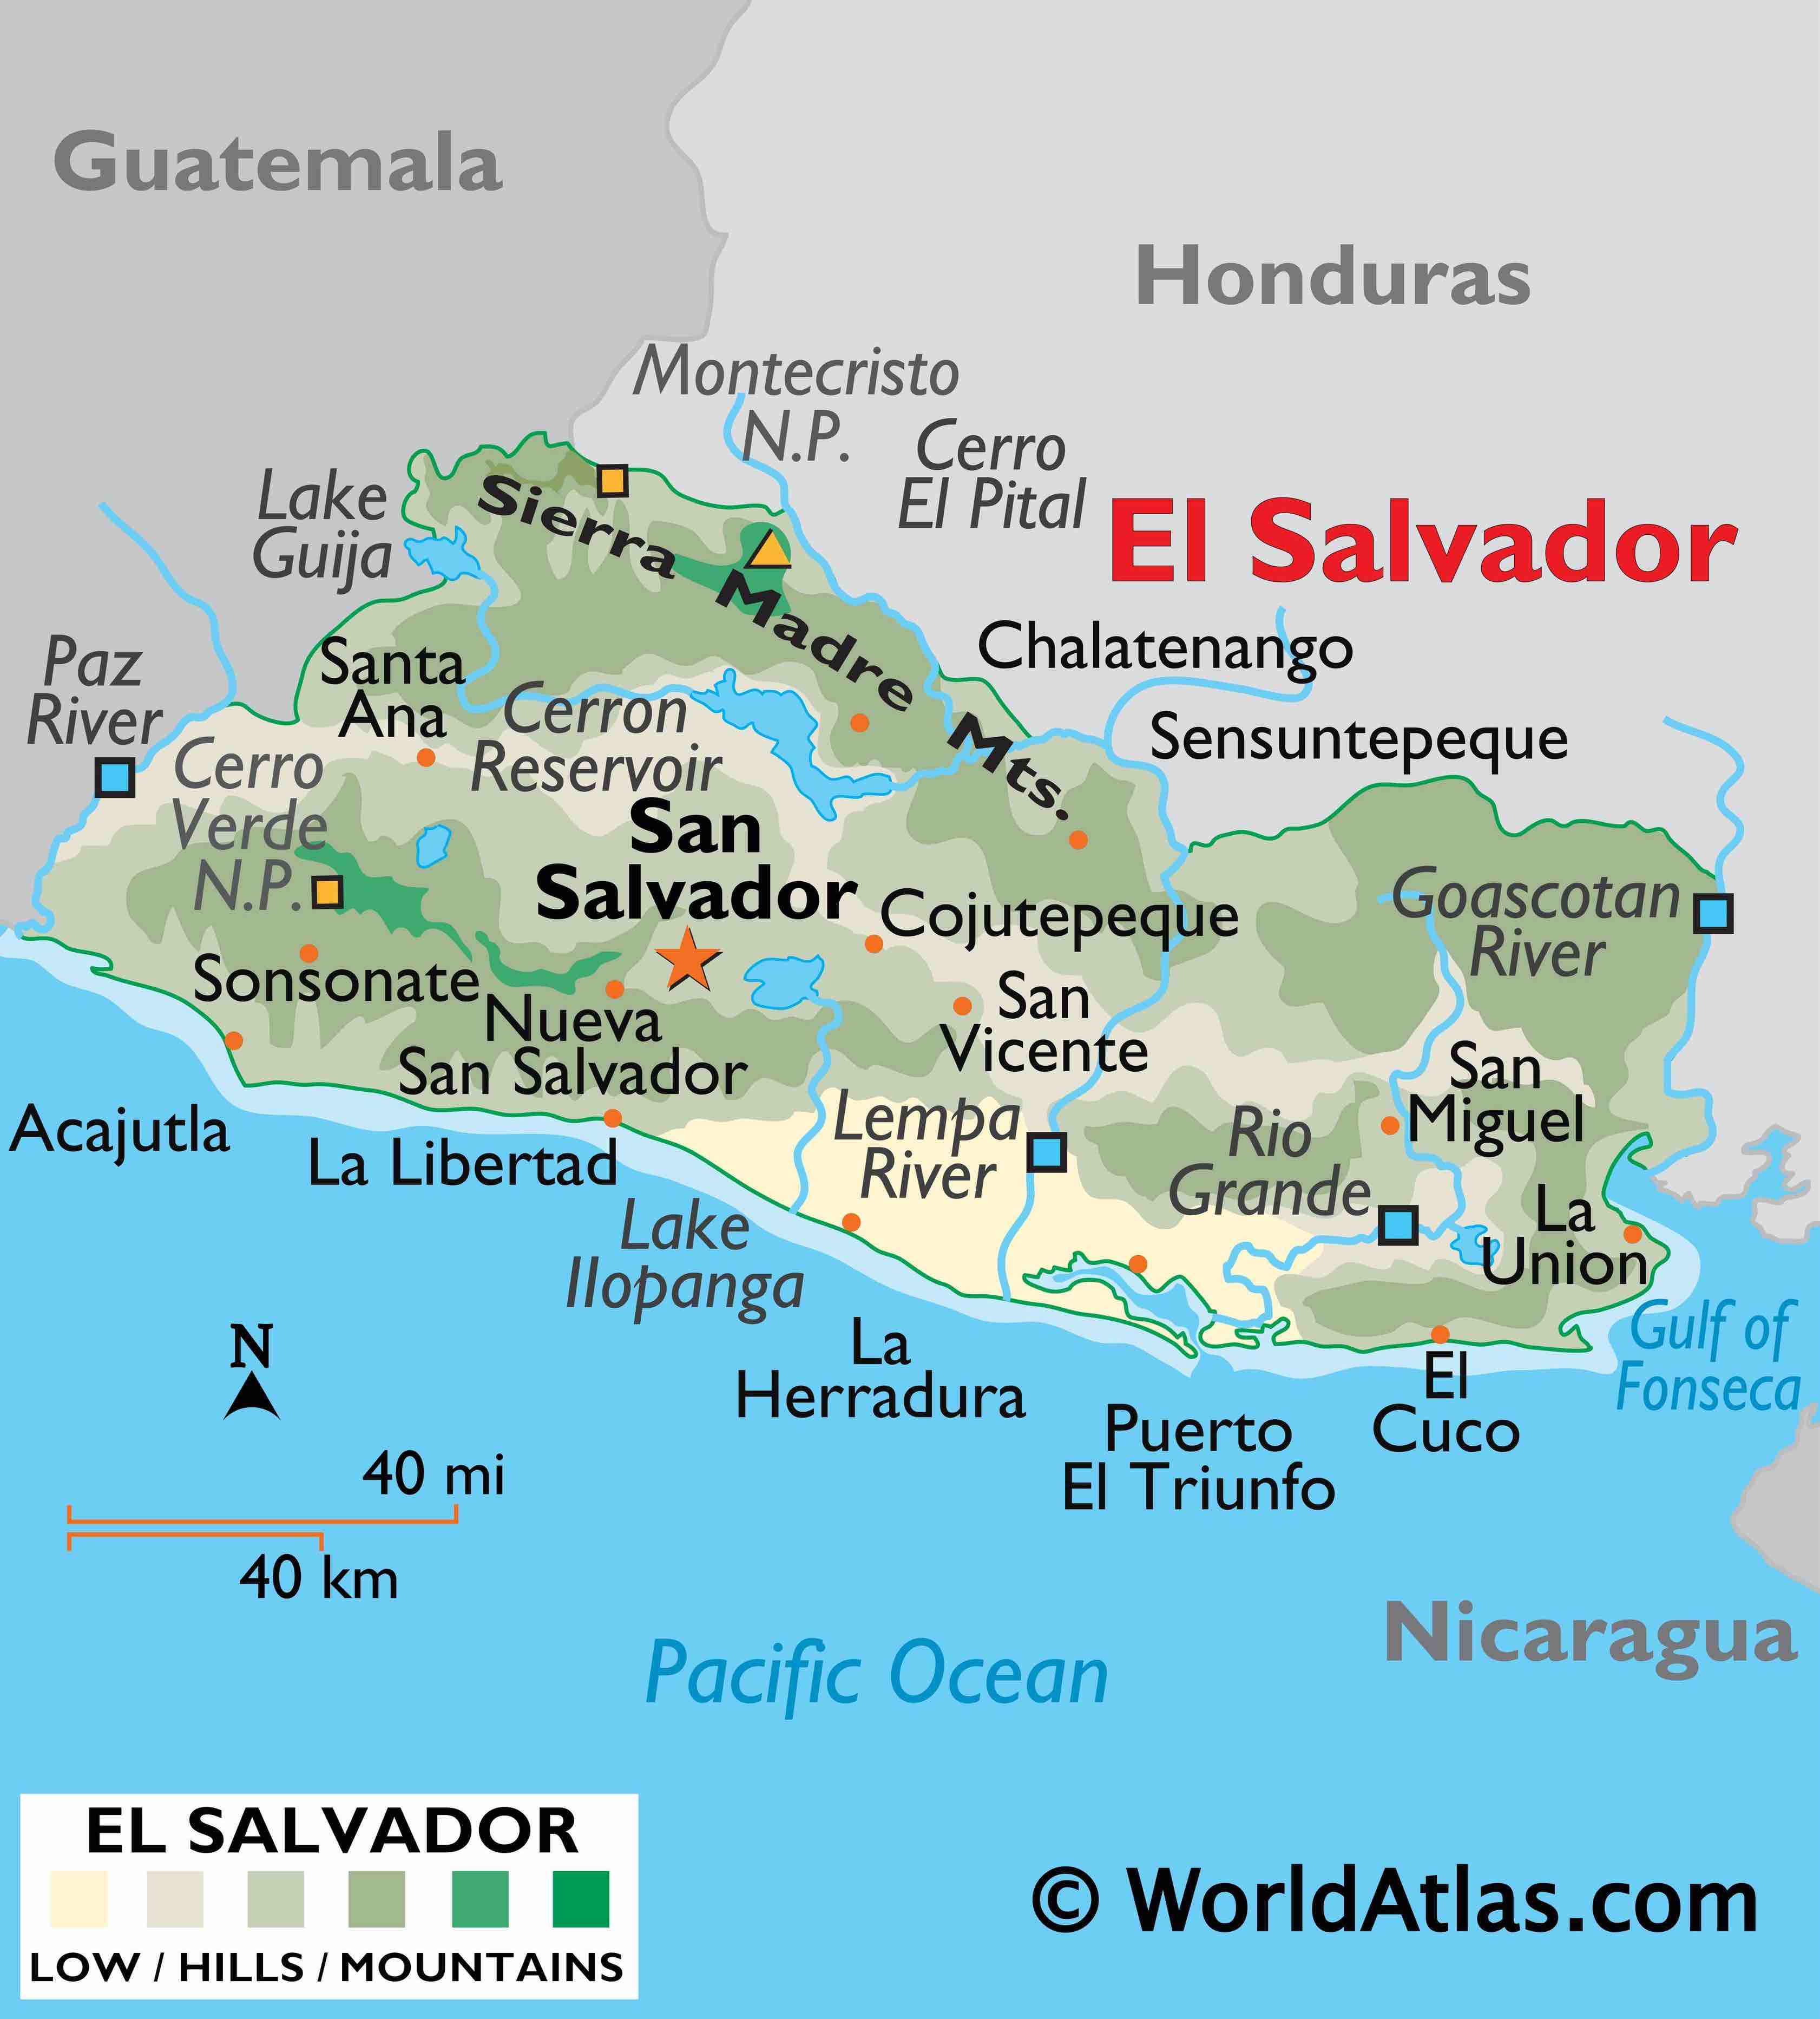 Guatemala
Honduras
Montecristo
N.P.
Cerro
El Pital
Lake
Guija
El Salvador
Sierra Madre Mts.
Chalatenango
Paz
River
Santa
Ana
Cerron
Reservoir
Sensuntepeque
Cerro
Verde
N.P.
San
Salvador
Cojutepeque
Goascotan
River
Sonsonate
Nueva
San Salvador
San
Vicente
San
Miguel
Acajutla
La Libertad
Lempa
River
Rio
Grande
La
Union
Lake
Ilopanga
La
Herradura
Gulf of
Fonseca
El
Cuco
Puerto
El Triunfo
N
40 mi
40 km
Pacific Ocean
Nicaragua
EL SALVADOR
LOW / HILLS / MOUNTAINS
© WorldAtlas.com